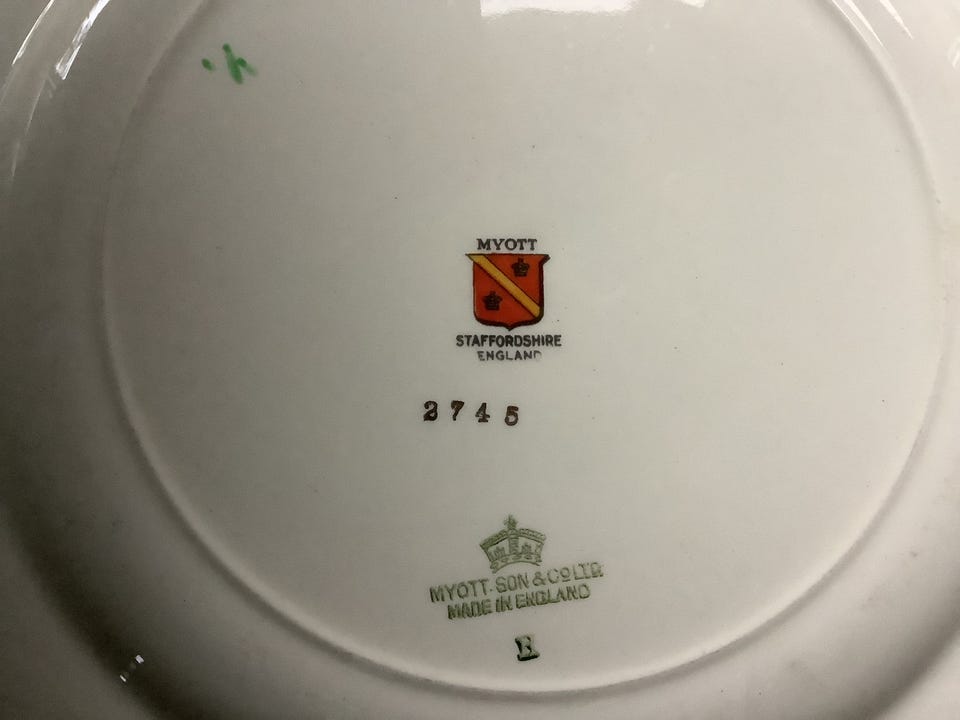 MYOTT
STAFFORDSHIRE
ENGLAND
2745
MYOTT. SON & CO LTD.
MADE IN ENGLAND